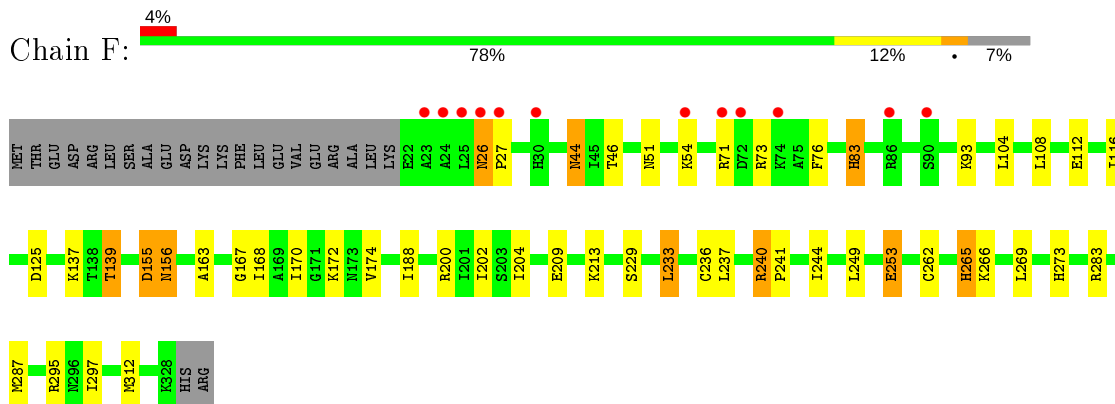 4%
Chain F:
78% 12% • 7%
MET THR GLU ASP ARG LEU SER ALA GLU ASP LYS LYS PHE LEU GLU VAL GLU ARG ALA LEU LYS E22 A23 A24 L25 N26 P27 H30 N44 I45 T46 N51 K54 R71 D72 R73 K74 A75 F76 H83 R86 S90 K93 L104 L108 E112 I116
D125 K137 T138 T139 D155 N156 A163 G167 I168 A169 I170 G171 K172 N173 V174 I188 R200 I201 I202 S203 I204 E209 K213 S229 L233 C236 L237 R240 P241 I244 L249 E253 C262 H265 K266 L269 H273 R283
M287 R295 N296 I297 M312 K328 HIS ARG